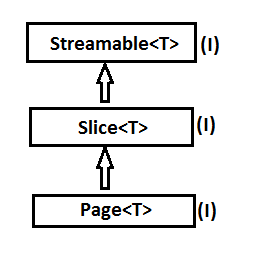 Streamable<T> (I)
Slice<T> (I)
Page<T> (I)